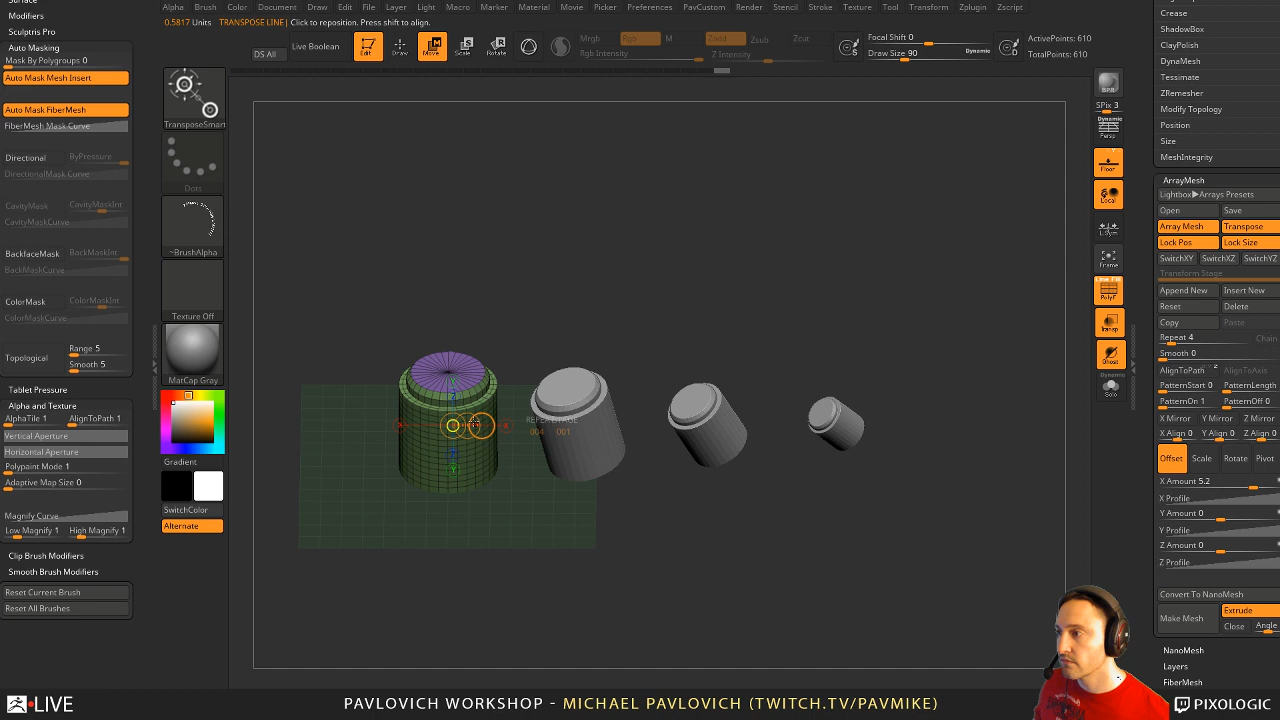 Alpha Brush Color Document Draw Edit File Layer Light Macro Marker Material Movie Picker Preferences PavCustom Render Stencil Stroke Texture Tool Transform Zplugin Zscript
0.5817 Units TRANSPOSE LINE| Click to reposition. Press shift to align.
Modifiers
Sculptris Pro
Auto Masking
Mask By Polygroups 0
Auto Mask Mesh Insert
Auto Mask FiberMesh
FiberMesh Mask Curve
Directional ByPressure
DirectionalMask Curve
CavityMask CavityMaskInt
CavityMaskCurve
BackfaceMask BackMaskInt
BackMaskCurve
ColorMask ColorMaskInt
ColorMaskCurve
Topological
Range 5
Smooth 5
Tablet Pressure
Alpha and Texture
AlphaTile 1 AlignToPath 1
Vertical Aperture
Horizontal Aperture
Polypaint Mode 1
Adaptive Map Size 0
Magnify Curve
Low Magnify 1 High Magnify 1
Clip Brush Modifiers
Smooth Brush Modifiers
Reset Current Brush
Reset All Brushes
DS All
Live Boolean
Edit
Draw
Move
Scale
Rotate
Mrgb Rgb M
Rgb Intensity
Zadd Zsub Zcut
Z Intensity
Focal Shift 0
Draw Size 90
Dynamic
ActivePoints: 610
TotalPoints: 610
TransposeSmart
Dots
~BrushAlpha
Texture Off
MatCap Gray
Gradient
SwitchColor
Alternate
REPEAT STAGE
004 001
BPR
SPix 3
Dynamic
Persp
Floor
Local
L.Sym
Frame
Line Fill
PolyF
Transp
Ghost
Dynamic
Solo
Crease
ShadowBox
ClayPolish
DynaMesh
Tessimate
ZRemesher
Modify Topology
Position
Size
MeshIntegrity
ArrayMesh
Lightbox▶Arrays Presets
Open Save
Array Mesh Transpose
Lock Pos Lock Size
SwitchXY SwitchXZ SwitchYZ
Transform Stage
Append New Insert New
Reset Delete
Copy Paste
Repeat 4 Chain
Smooth 0
AlignToPath AlignToAxis
PatternStart 0 PatternLength
PatternOn 1 PatternOff 0
X Mirror Y Mirror Z Mirror
X Align 0 Y Align 0 Z Align 0
Offset Scale Rotate Pivot
X Amount 5.2
X Profile
Y Amount 0
Y Profile
Z Amount 0
Z Profile
Convert To NanoMesh
Make Mesh
Extrude
Close Angle
NanoMesh
Layers
FiberMesh
LIVE
PAVLOVICH WORKSHOP - MICHAEL PAVLOVICH (TWITCH.TV/PAVMIKE)
PIXOLOGIC